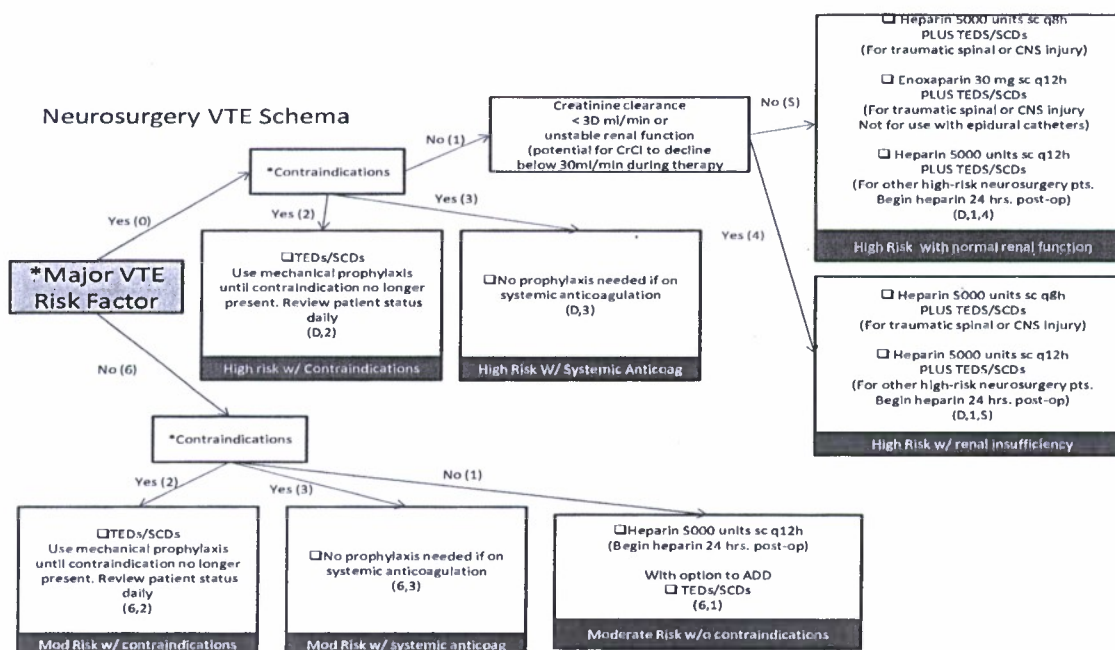 Neurosurgery VTE Schema
*Major VTE
Risk Factor
Yes (0)
No (6)
*Contraindications
No (1)
Yes (2)
Yes (3)
Creatinine clearance
< 3D ml/min or
unstable renal function
(potential for CrCl to decline
below 30ml/min during therapy
No (S)
Yes (4)
❑ Heparin 5000 units sc q8h
PLUS TEDS/SCDs
(For traumatic spinal or CNS injury)
❑ Enoxaparin 30 mg sc q12h
PLUS TEDS/SCDs
(For traumatic spinal or CNS injury
Not for use with epidural catheters)
❑ Heparin 5000 units sc q12h
PLUS TEDS/SCDs
(For other high-risk neurosurgery pts.
Begin heparin 24 hrs. post-op)
(D,1,4)
High Risk with normal renal function
❑TEDs/SCDs
Use mechanical prophylaxis
until contraindication no longer
present. Review patient status
daily
(D,2)
High risk w/ Contraindications
❑No prophylaxis needed if on
systemic anticoagulation
(D,3)
High Risk W/ Systemic Anticoag
❑ Heparin 5000 units sc q8h
PLUS TEDS/SCDs
(For traumatic spinal or CNS injury)
❑ Heparin 5000 units sc q12h
PLUS TEDS/SCDs
(For other high-risk neurosurgery pts.
Begin heparin 24 hrs. post-op)
(D,1,S)
High Risk w/ renal insufficiency
*Contraindications
Yes (2)
Yes (3)
No (1)
❑TEDs/SCDs
Use mechanical prophylaxis
until contraindication no longer
present. Review patient status
daily
(6,2)
Mod Risk w/ contraindications
❑No prophylaxis needed if on
systemic anticoagulation
(6,3)
Mod Risk w/ Systemic anticoag
❑Heparin 5000 units sc q12h
(Begin heparin 24 hrs. post-op)
With option to ADD
❑ TEDs/SCDs
(6,1)
Moderate Risk w/o contraindications